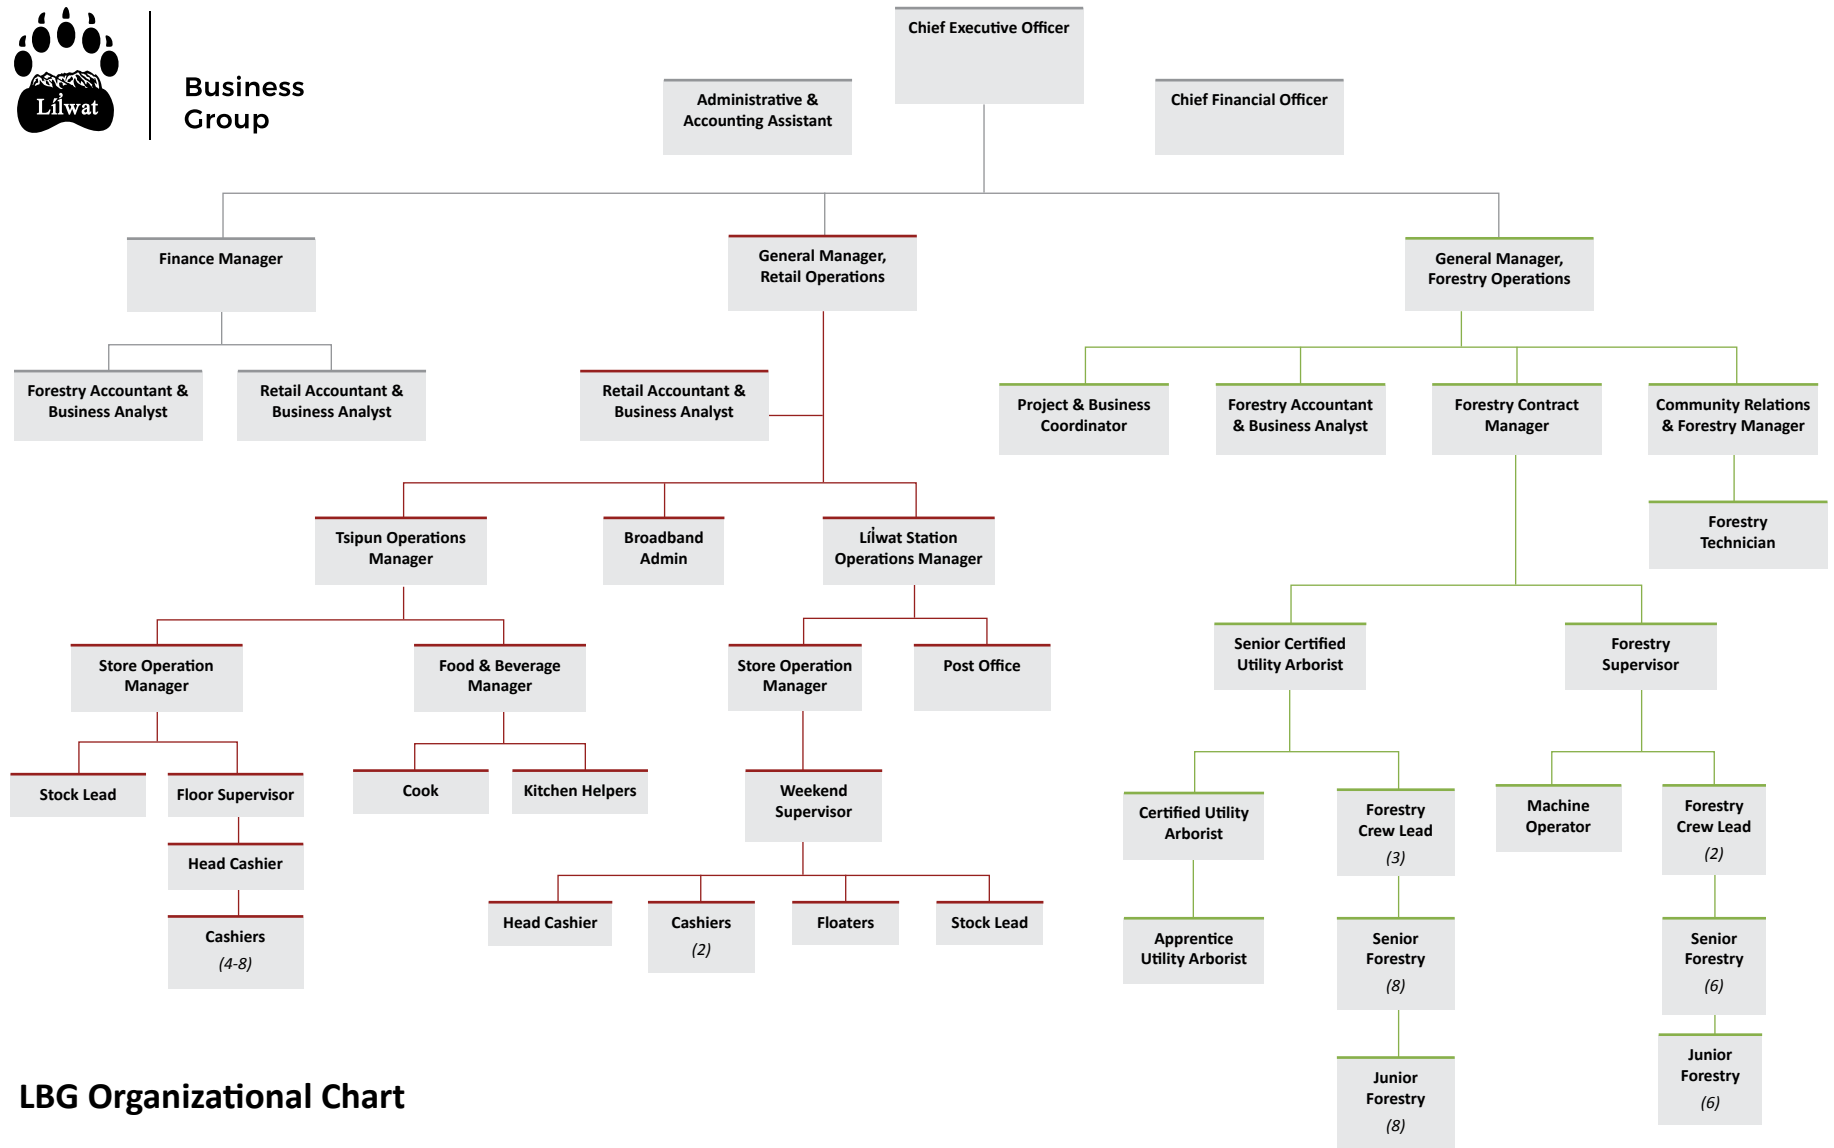 Líl̓wat
Business
Group
Chief Executive Officer
Administrative &
Accounting Assistant
Chief Financial Officer
Finance Manager
General Manager,
Retail Operations
General Manager,
Forestry Operations
Forestry Accountant &
Business Analyst
Retail Accountant &
Business Analyst
Retail Accountant &
Business Analyst
Project & Business
Coordinator
Forestry Accountant
& Business Analyst
Forestry Contract
Manager
Community Relations
& Forestry Manager
Forestry
Technician
Tsipun Operations
Manager
Broadband
Admin
Líl̓wat Station
Operations Manager
Senior Certified
Utility Arborist
Forestry
Supervisor
Store Operation
Manager
Food & Beverage
Manager
Store Operation
Manager
Post Office
Stock Lead
Floor Supervisor
Cook
Kitchen Helpers
Weekend
Supervisor
Certified Utility
Arborist
Forestry
Crew Lead
(3)
Machine
Operator
Forestry
Crew Lead
(2)
Head Cashier
Cashiers
(4-8)
Head Cashier
Cashiers
(2)
Floaters
Stock Lead
Apprentice
Utility Arborist
Senior
Forestry
(8)
Senior
Forestry
(6)
Junior
Forestry
(8)
Junior
Forestry
(6)
LBG Organizational Chart